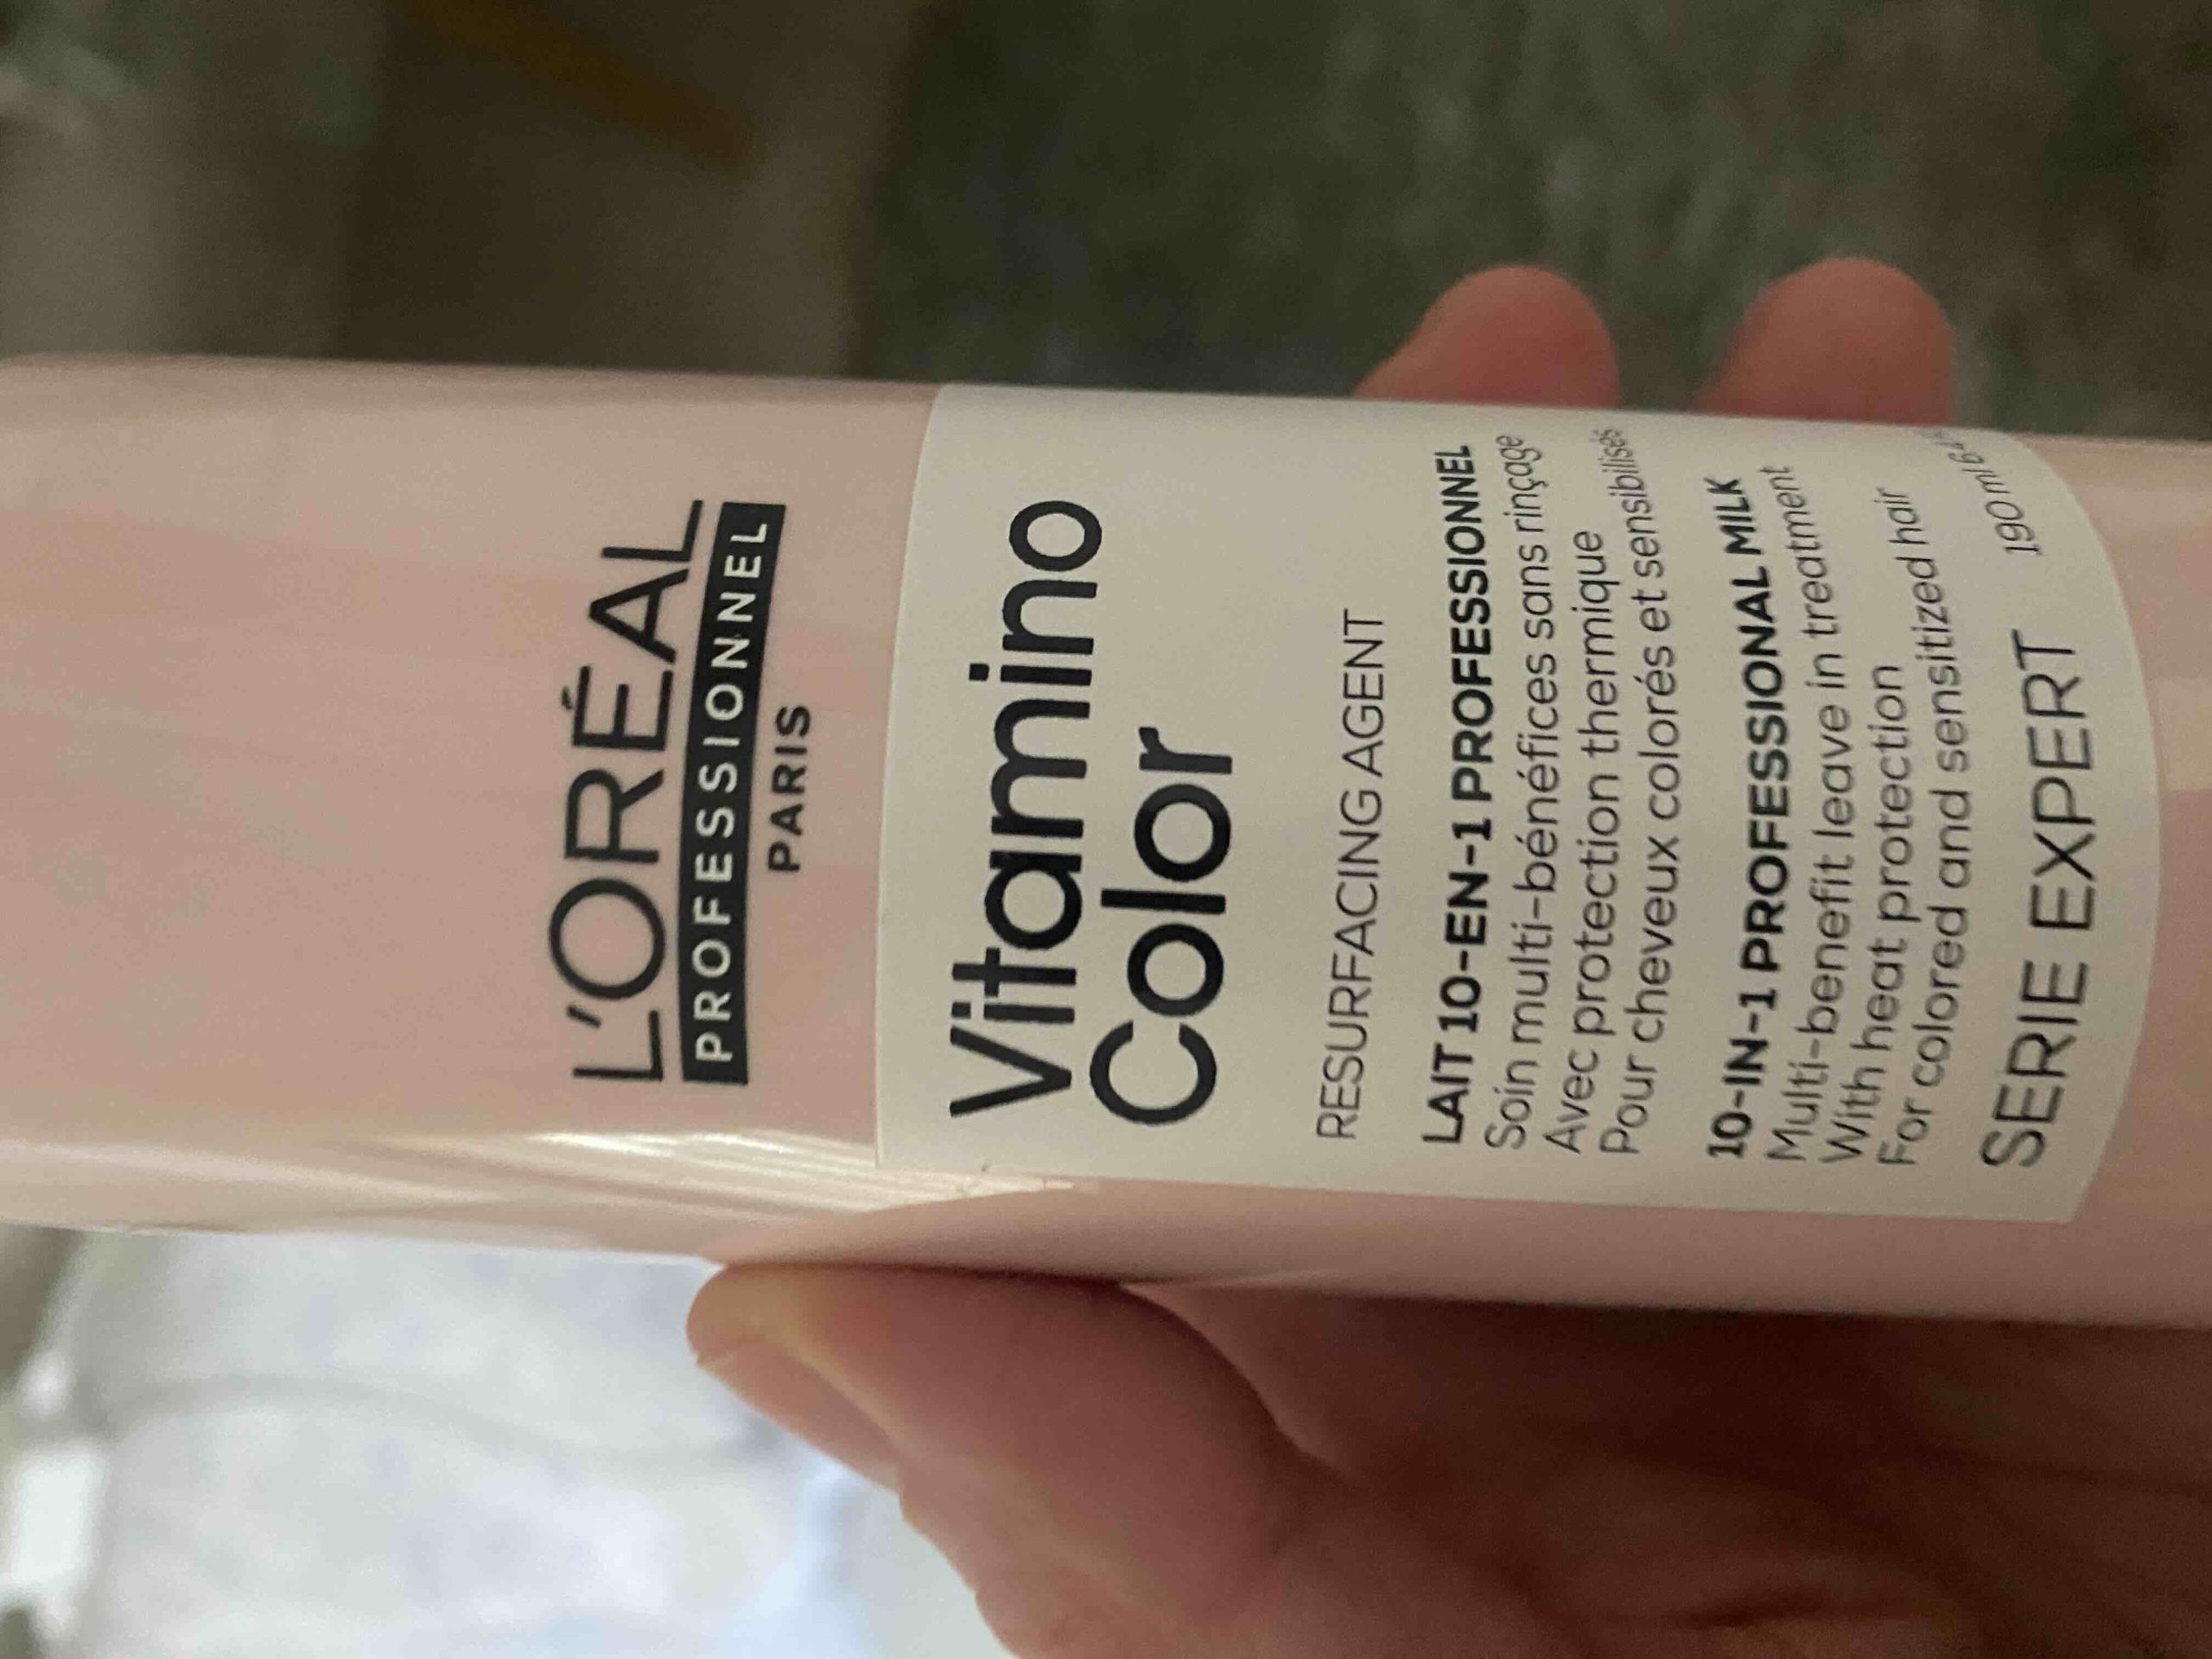 L'ORÉAL
PROFESSIONNEL
PARIS
Vitamino
Color
RESURFACING AGENT
LAIT 10-EN-1 PROFESSIONNEL
Soin multi-bénéfices sans rinçage
Avec protection thermique
Pour cheveux colorés et sensibilisés
10-IN-1 PROFESSIONAL MILK
Multi-benefit leave in treatment
With heat protection
For colored and sensitized hair
SERIE EXPERT 190 ml